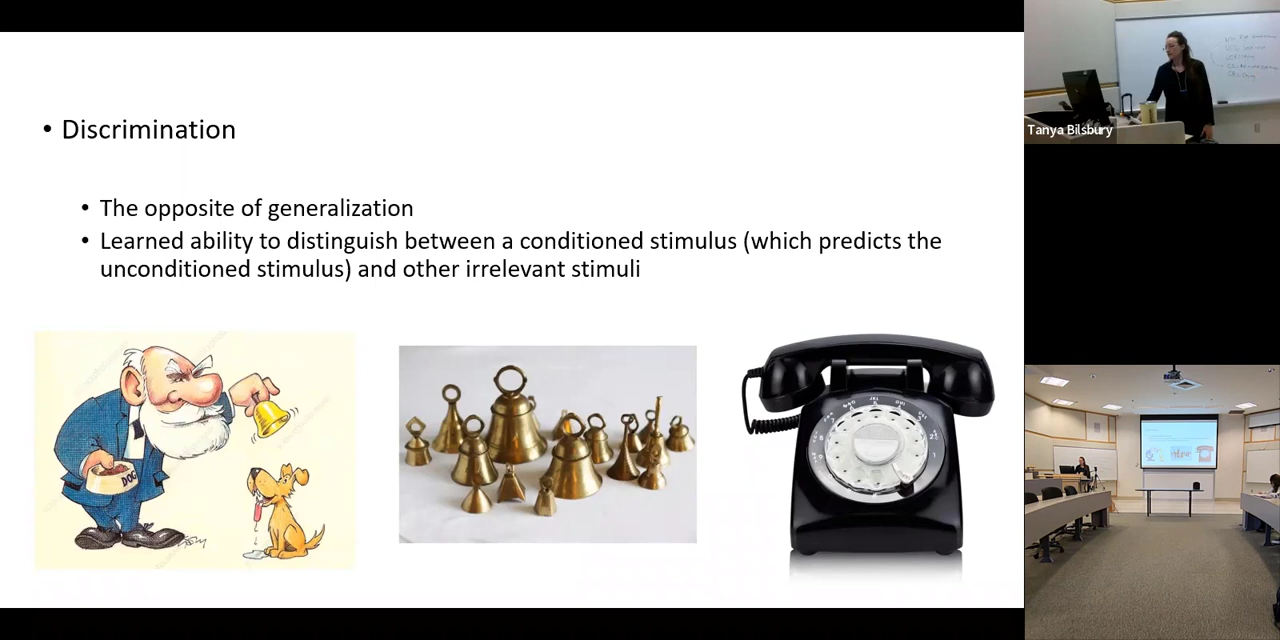 • Discrimination
• The opposite of generalization
• Learned ability to distinguish between a conditioned stimulus (which predicts the
unconditioned stimulus) and other irrelevant stimuli
DOG
Tanya Bilsbury